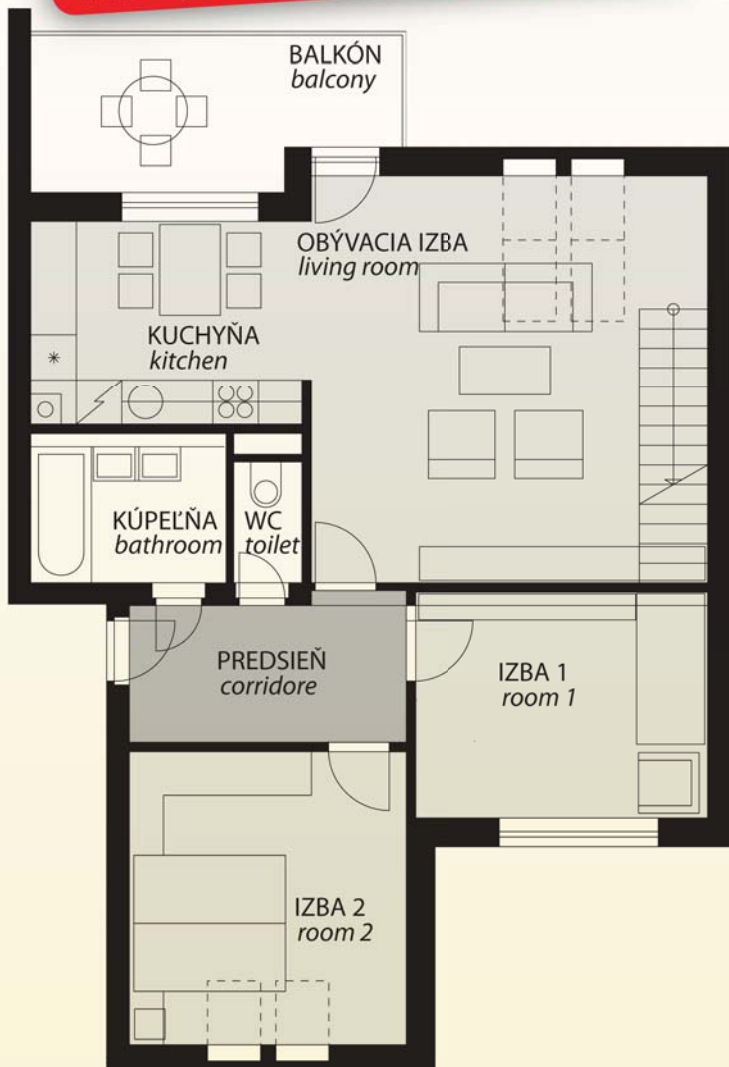 BALKÓN
balcony
OBÝVACIA IZBA
living room
KUCHYŇA
kitchen
KÚPEĽŇA
bathroom
WC
toilet
PREDSIEŇ
corridore
IZBA 1
room 1
IZBA 2
room 2